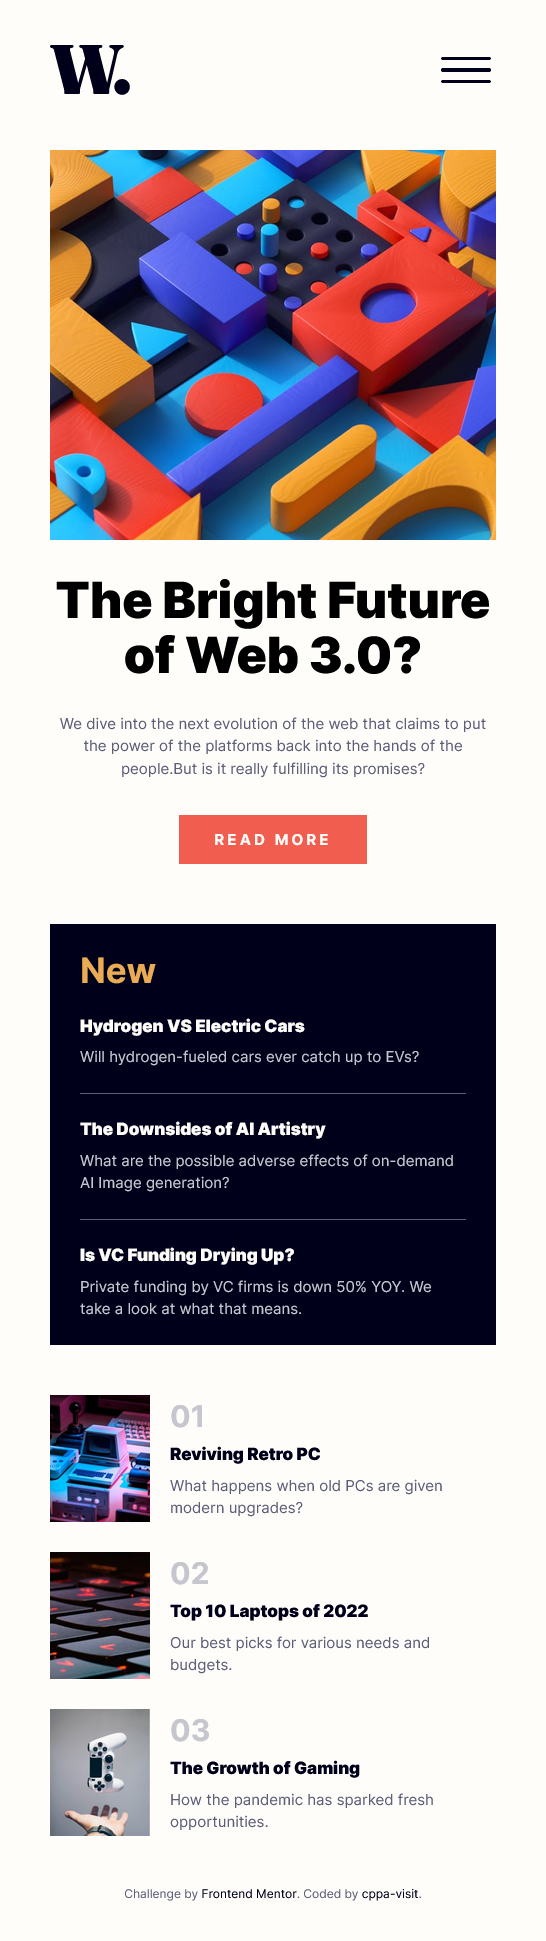 W.
The Bright Future
of Web 3.0?
We dive into the next evolution of the web that claims to put
the power of the platforms back into the hands of the
people.But is it really fulfilling its promises?
READ MORE
New
Hydrogen VS Electric Cars
Will hydrogen-fueled cars ever catch up to EVs?
The Downsides of AI Artistry
What are the possible adverse effects of on-demand
AI Image generation?
Is VC Funding Drying Up?
Private funding by VC firms is down 50% YOY. We
take a look at what that means.
01
Reviving Retro PC
What happens when old PCs are given
modern upgrades?
02
Top 10 Laptops of 2022
Our best picks for various needs and
budgets.
03
The Growth of Gaming
How the pandemic has sparked fresh
opportunities.
Challenge by Frontend Mentor. Coded by cppa-visit.